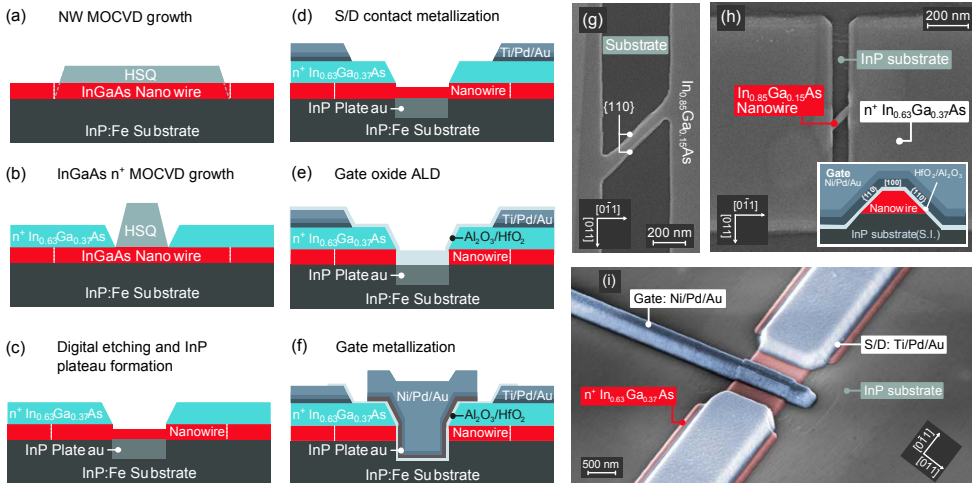 (a) NW MOCVD growth
HSQ
InGaAs Nanowire
InP:Fe Substrate
(b) InGaAs n⁺ MOCVD growth
n⁺ In₀.₆₃Ga₀.₃₇As
HSQ
InGaAs Nanowire
InP:Fe Substrate
(c) Digital etching and InP
plateau formation
n⁺ In₀.₆₃Ga₀.₃₇As
Nanowire
InP Plateau
InP:Fe Substrate
(d) S/D contact metallization
Ti/Pd/Au
n⁺ In₀.₆₃Ga₀.₃₇As
Nanowire
InP Plateau
InP:Fe Substrate
(e) Gate oxide ALD
Ti/Pd/Au
n⁺ In₀.₆₃Ga₀.₃₇As
Al₂O₃/HfO₂
Nanowire
InP Plateau
InP:Fe Substrate
(f) Gate metallization
Ni/Pd/Au
Ti/Pd/Au
n⁺ In₀.₆₃Ga₀.₃₇As
Al₂O₃/HfO₂
Nanowire
InP Plateau
InP:Fe Substrate
(g)
Substrate
{110}
In₀.₈₅Ga₀.₁₅As
[01̄1]
[011]
200 nm
(h)
200 nm
InP substrate
In₀.₈₅Ga₀.₁₅As
Nanowire
n⁺ In₀.₆₃Ga₀.₃₇As
[01̄1]
[011]
Gate
Ni/Pd/Au
HfO₂/Al₂O₃
(110)
[100]
(110)
Nanowire
InP substrate(S.I.)
(i)
Gate: Ni/Pd/Au
S/D: Ti/Pd/Au
InP substrate
n⁺ In₀.₆₃Ga₀.₃₇As
[01̄1]
[011]
500 nm